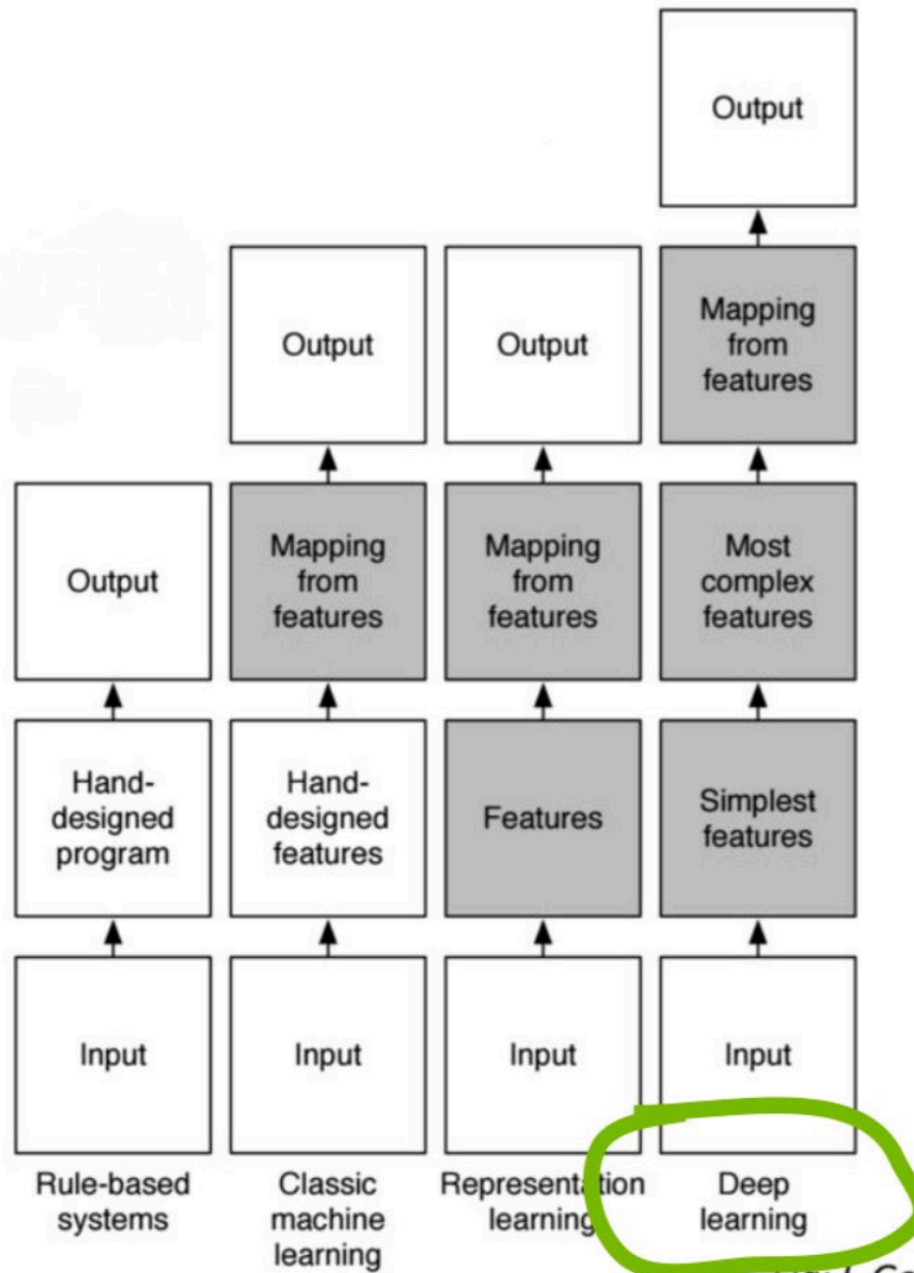 Output
Mapping
from
features
Output
Output
Most
complex
features
Mapping
from
features
Mapping
from
features
Output
Simplest
features
Features
Hand-
designed
features
Hand-
designed
program
Input
Input
Input
Input
Rule-based
systems
Classic
machine
learning
Representation
learning
Deep
learning